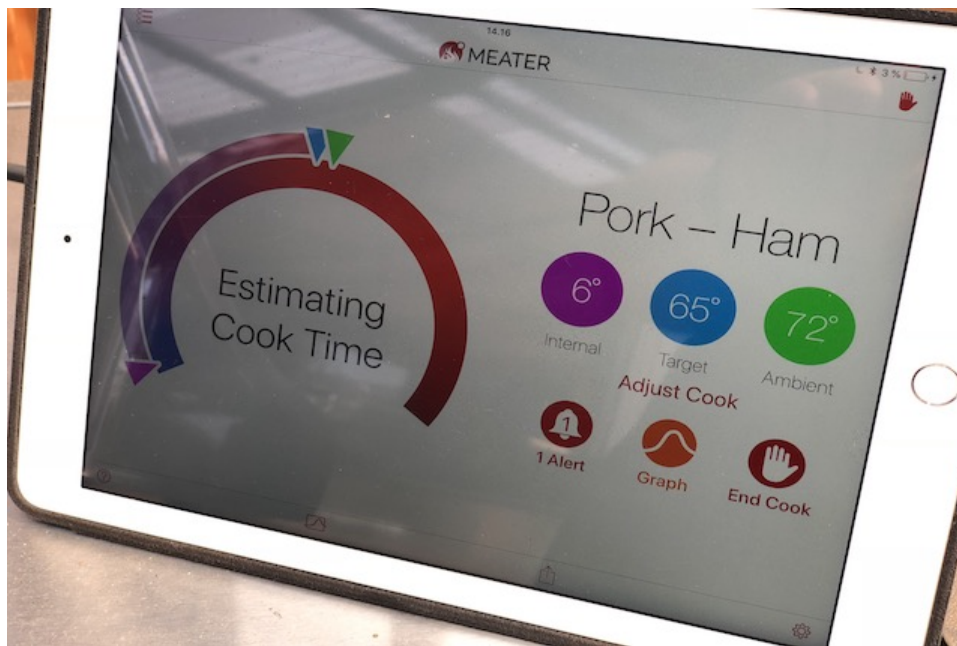 14.16
MEATER
3 %
Pork – Ham
Estimating
Cook Time
6°
65°
72°
Internal
Target
Ambient
Adjust Cook
1
1 Alert
Graph
End Cook